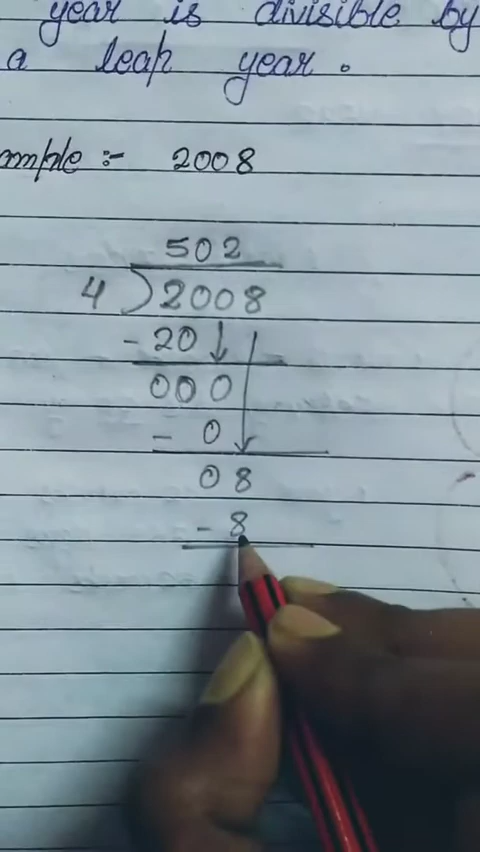 year is divisible by
a leap year.
mple :- 2008
502
4 ) 2008
- 20
000
- 0
08
- 8